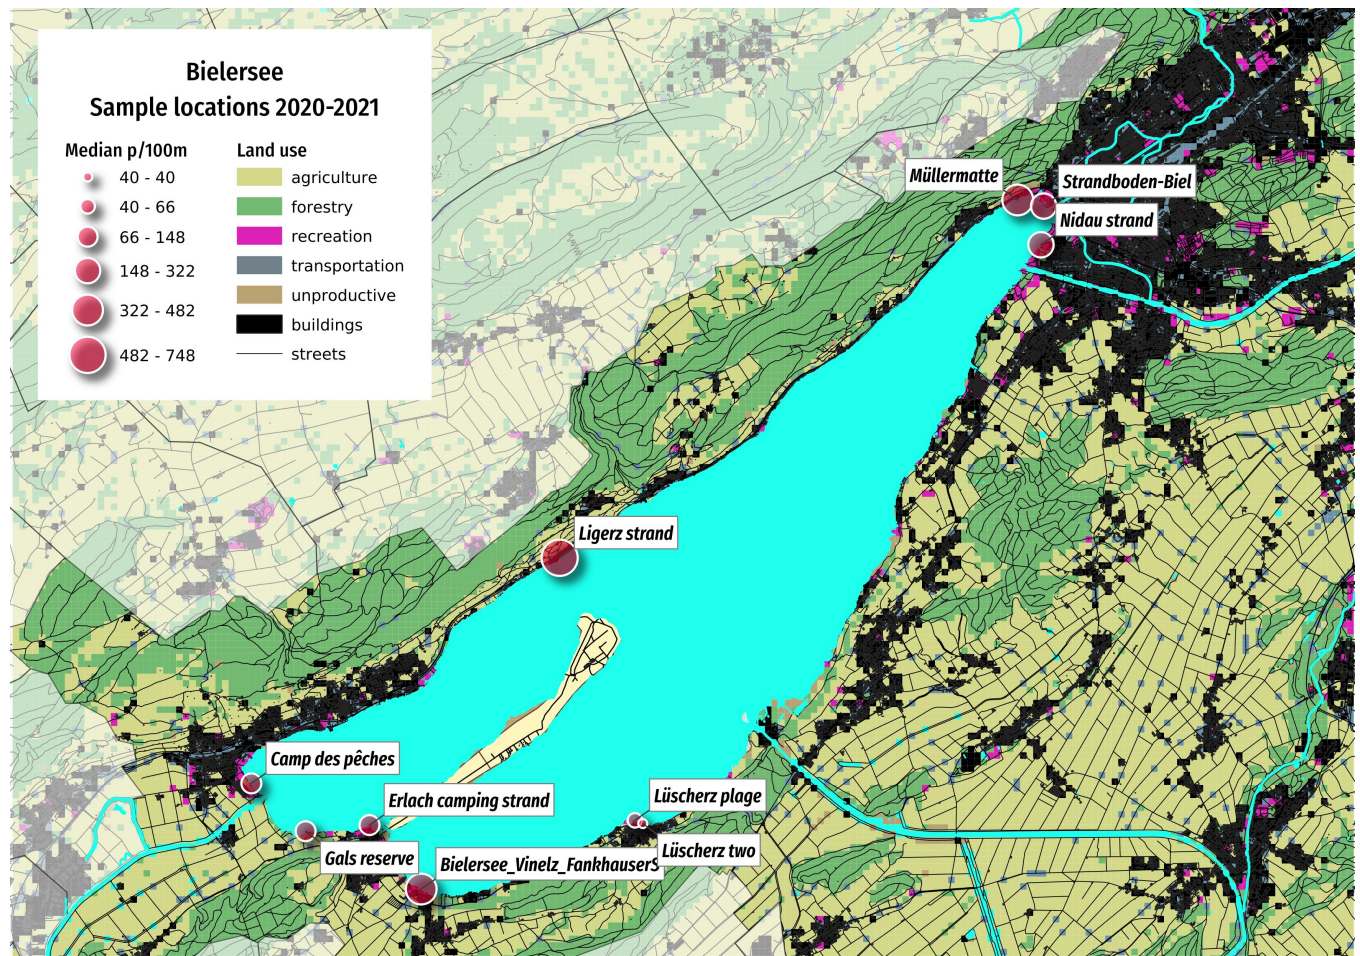 Bielersee
Sample locations 2020-2021
Median p/100m
40 - 40
40 - 66
66 - 148
148 - 322
322 - 482
482 - 748
Land use
agriculture
forestry
recreation
transportation
unproductive
buildings
streets
Müllermatte
Strandboden-Biel
Nidau strand
Ligerz strand
Camp des pêches
Erlach camping strand
Lüscherz plage
Gals reserve
Bielersee_Vinelz_FankhauserS
Lüscherz two